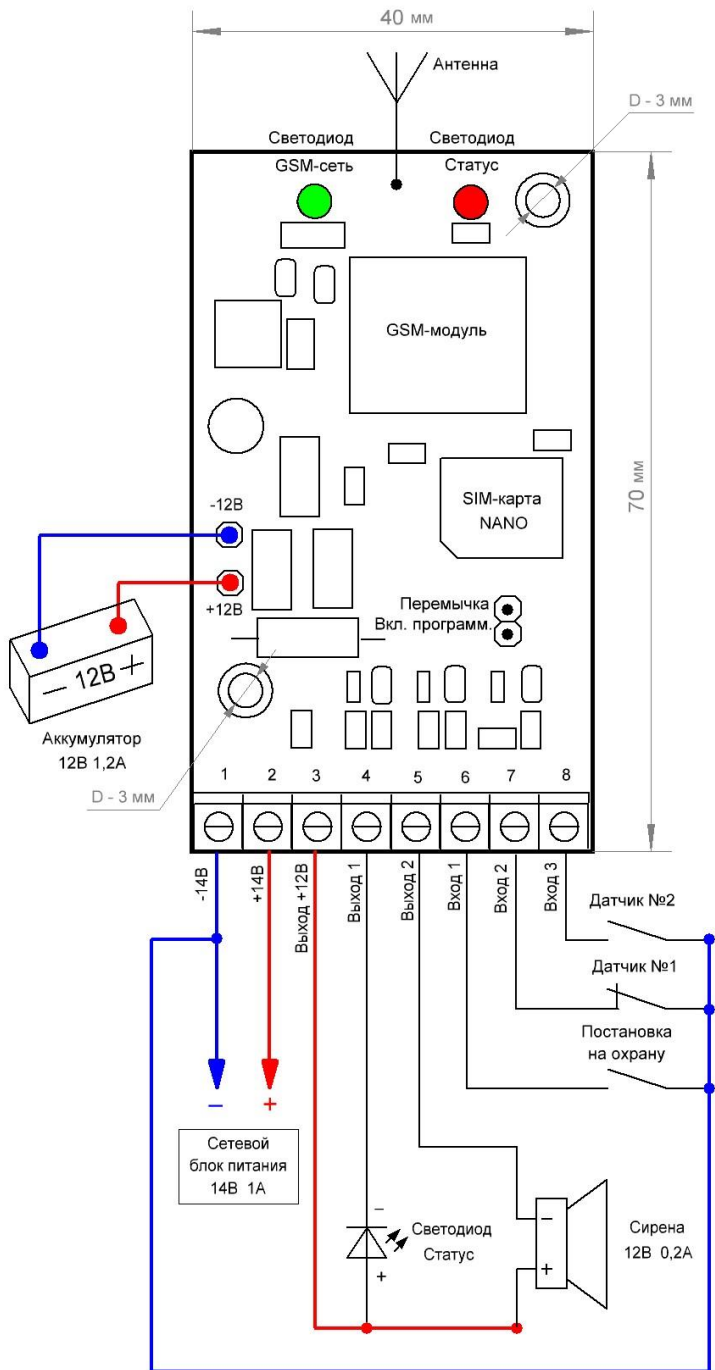 40 мм
Антенна
D - 3 мм
Светодиод
GSM-сеть
Светодиод
Статус
GSM-модуль
70 мм
SIM-карта
NANO
-12В
+12В
Перемычка
Вкл. программ.
− 12В +
Аккумулятор
12В 1,2А
D - 3 мм
1 2 3 4 5 6 7 8
-14В
+14В
Выход +12В
Выход 1
Выход 2
Вход 1
Вход 2
Вход 3
Датчик №2
Датчик №1
Постановка
на охрану
− +
Сетевой
блок питания
14В 1А
−
Светодиод
Статус
+
−
+
Сирена
12В 0,2А